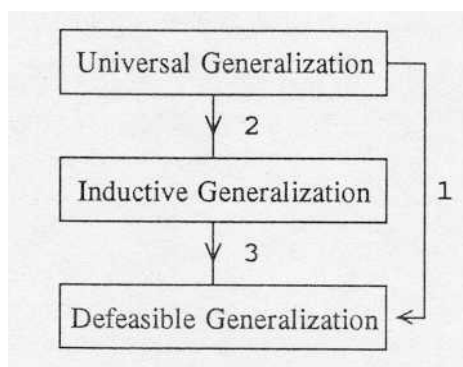 Universal Generalization
2
Inductive Generalization
1
3
Defeasible Generalization